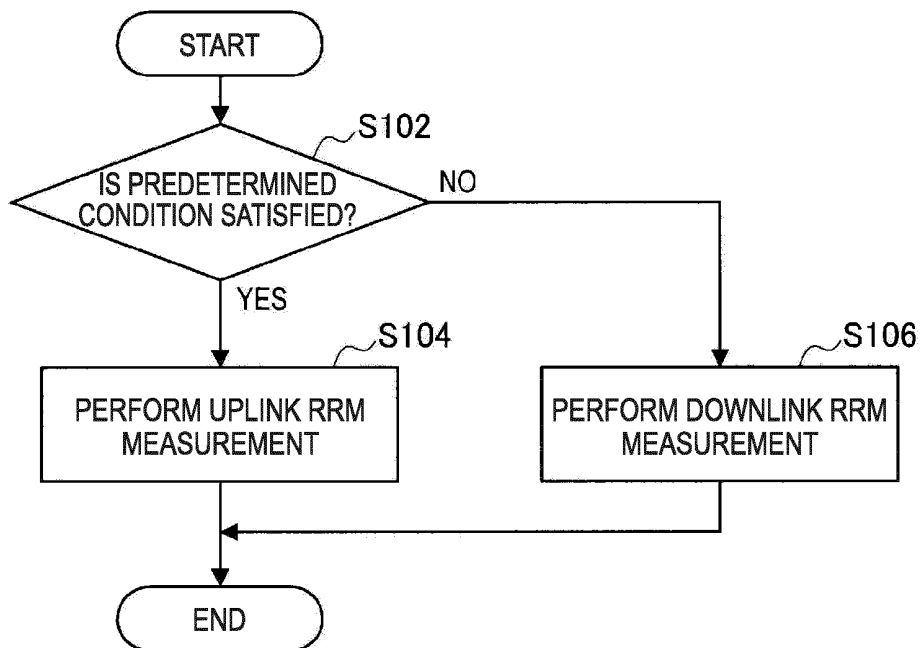 START
S102
IS PREDETERMINED
CONDITION SATISFIED?
NO
YES
S104
PERFORM UPLINK RRM
MEASUREMENT
S106
PERFORM DOWNLINK RRM
MEASUREMENT
END